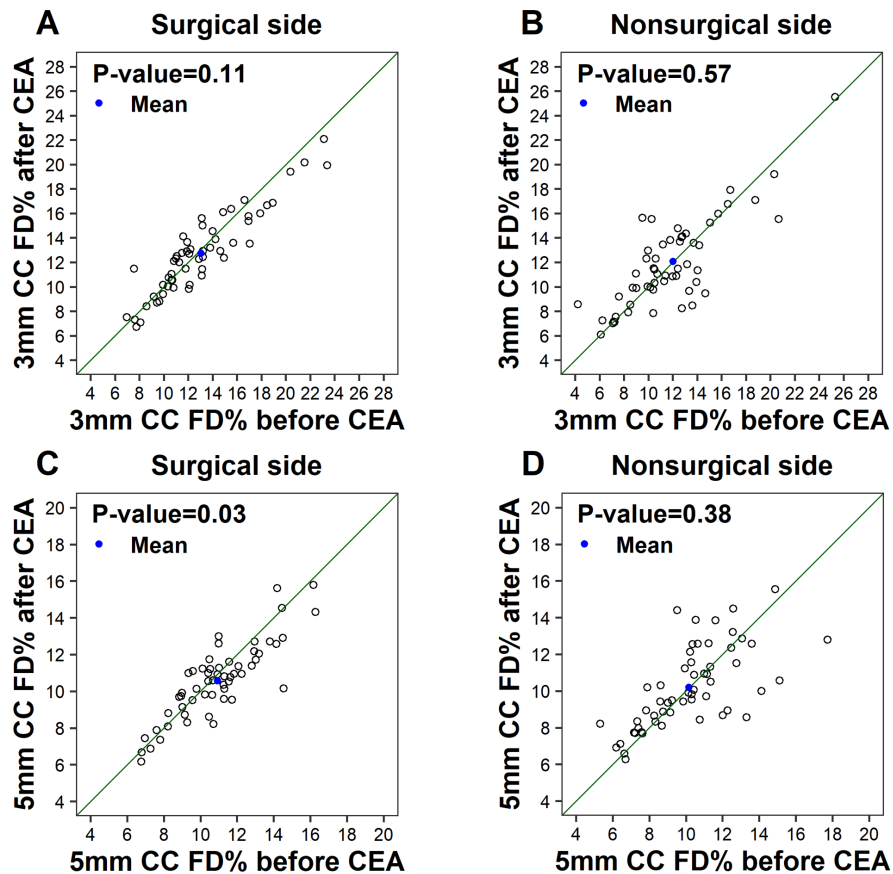 A
Surgical side
3mm CC FD% after CEA
28
26
24
22
20
18
16
14
12
10
8
6
4
P-value=0.11
Mean
4 6 8 10 12 14 16 18 20 22 24 26 28
3mm CC FD% before CEA
B
Nonsurgical side
3mm CC FD% after CEA
28
26
24
22
20
18
16
14
12
10
8
6
4
P-value=0.57
Mean
4 6 8 10 12 14 16 18 20 22 24 26 28
3mm CC FD% before CEA
C
Surgical side
5mm CC FD% after CEA
20
18
16
14
12
10
8
6
4
P-value=0.03
Mean
4 6 8 10 12 14 16 18 20
5mm CC FD% before CEA
D
Nonsurgical side
5mm CC FD% after CEA
20
18
16
14
12
10
8
6
4
P-value=0.38
Mean
4 6 8 10 12 14 16 18 20
5mm CC FD% before CEA